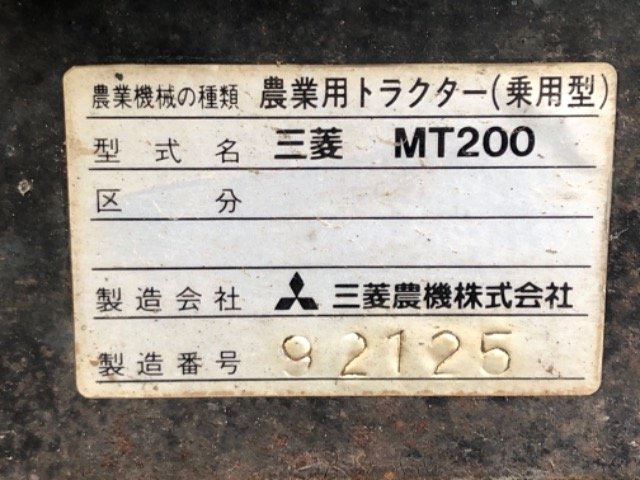 農業機械の種類 農業用トラクター(乗用型)
型式名 三菱 MT200
区分
製造会社 三菱農機株式会社
製造番号 92125